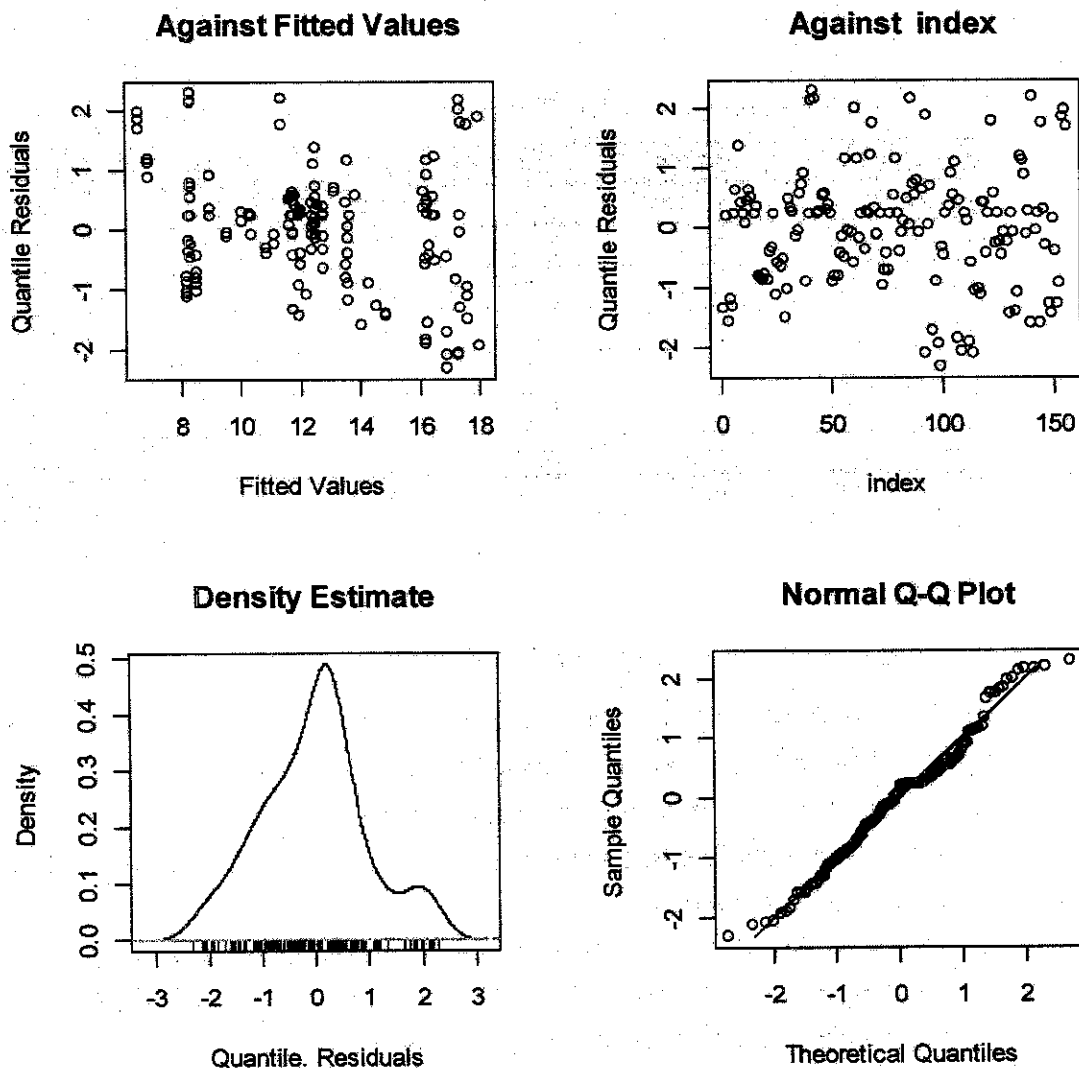 Against Fitted Values
Quantile Residuals
2
1
0
-1
-2
8 10 12 14 16 18
Fitted Values
Against index
Quantile Residuals
2
1
0
-1
-2
0 50 100 150
index
Density Estimate
Density
0.5
0.4
0.3
0.2
0.1
0.0
-3 -2 -1 0 1 2 3
Quantile. Residuals
Normal Q-Q Plot
Sample Quantiles
2
1
0
-1
-2
-2 -1 0 1 2
Theoretical Quantiles